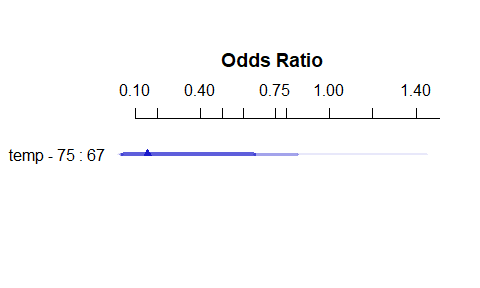 Odds Ratio
0.10 0.40 0.75 1.00 1.40
temp - 75 : 67